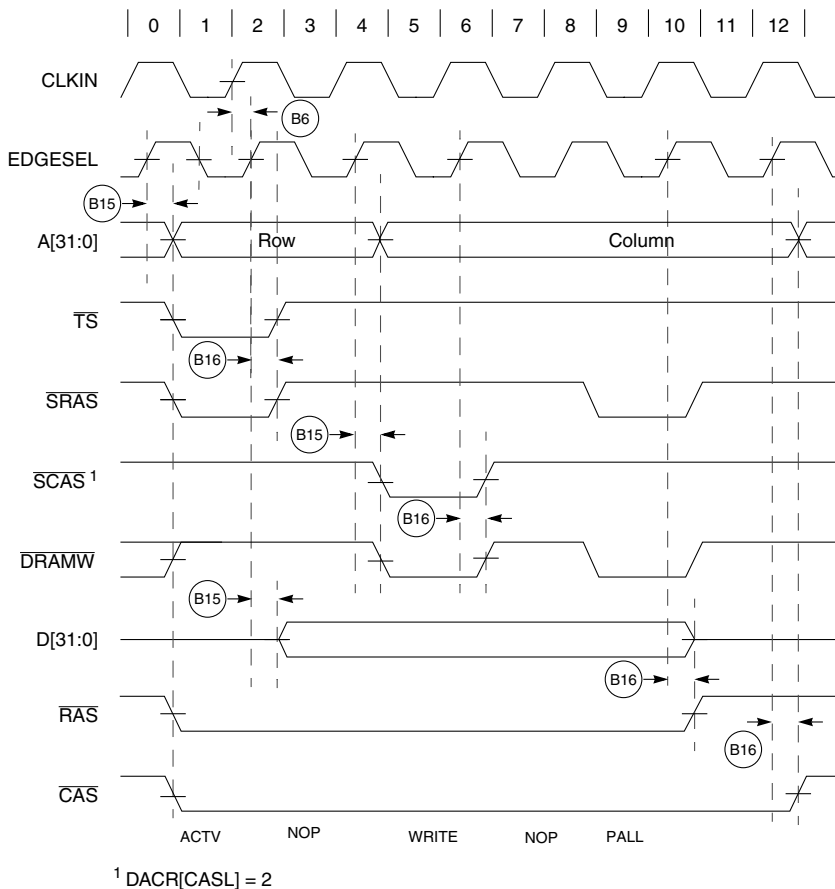 0 1 2 3 4 5 6 7 8 9 10 11 12
CLKIN
B6
EDGESEL
B15
A[31:0] Row Column
TS
B16
SRAS
B15
SCAS 1
B16
DRAMW
B15
D[31:0]
B16
RAS
B16
CAS
ACTV NOP WRITE NOP PALL
1 DACR[CASL] = 2